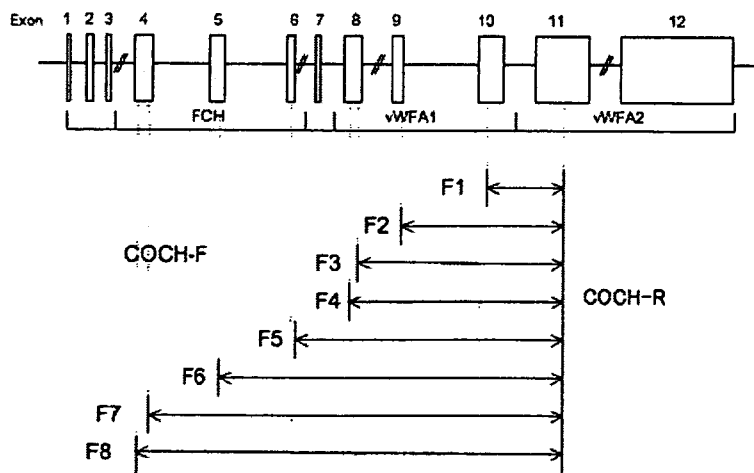 Exon 1 2 3 4 5 6 7 8 9 10 11 12
FCH vWFA1 vWFA2
F1
F2
COCH-F
F3
COCH-R
F4
F5
F6
F7
F8